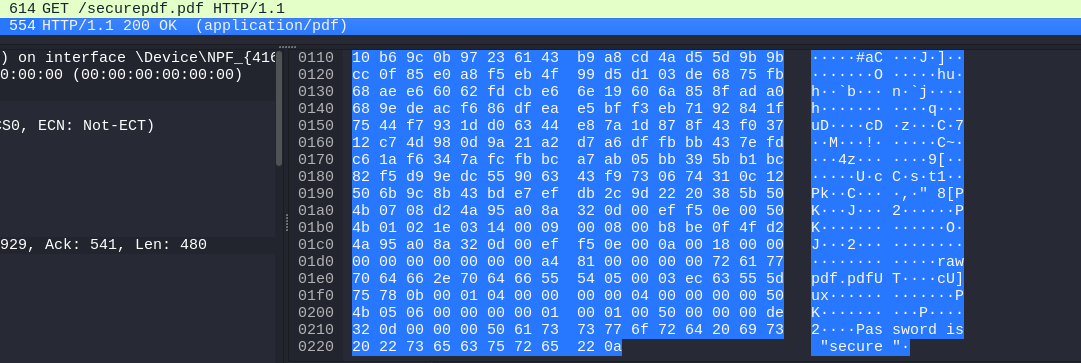 614 GET /securepdf.pdf HTTP/1.1
554 HTTP/1.1 200 OK  (application/pdf)
) on interface \Device\NPF_{416
0:00:00 (00:00:00:00:00:00)
CS0, ECN: Not-ECT)
929, Ack: 541, Len: 480
0110 10 b6 9c 0b 97 23 61 43 b9 a8 cd 4a d5 5d 9b 9b ·····#aC ···J·]··
0120 cc 0f 85 e0 a8 f5 eb 4f 99 d5 d1 03 de 68 75 fb ·······O ·····hu·
0130 68 ae e6 60 62 fd cb e6 6e 19 60 6a 85 8f ad a0 h··`b··· n·`j····
0140 68 9e de ac f6 86 df ea e5 bf f3 eb 71 92 84 1f h······· ····q···
0150 75 44 f7 93 1d d0 63 44 e8 7a 1d 87 8f 43 f0 37 uD····cD ·z···C·7
0160 12 c7 4d 98 0d 9a 21 a2 d7 a6 df fb bb 43 7e fd ··M···!· ·····C~·
0170 c6 1a f6 34 7a fc fb bc a7 ab 05 bb 39 5b b1 bc ···4z··· ····9[··
0180 82 f5 d9 9e dc 55 90 63 43 f9 73 06 74 31 0c 12 ·····U·c C·s·t1··
0190 50 6b 9c 8b 43 bd e7 ef db 2c 9d 22 20 38 5b 50 Pk··C··· ·,·" 8[P
01a0 4b 07 08 d2 4a 95 a0 8a 32 0d 00 ef f5 0e 00 50 K···J··· 2······P
01b0 4b 01 02 1e 03 14 00 09 00 08 00 b8 be 0f 4f d2 K······· ······O·
01c0 4a 95 a0 8a 32 0d 00 ef f5 0e 00 0a 00 18 00 00 J···2··· ········
01d0 00 00 00 00 00 00 00 a4 81 00 00 00 00 72 61 77 ········ ·····raw
01e0 70 64 66 2e 70 64 66 55 54 05 00 03 ec 63 55 5d pdf.pdfU T····cU]
01f0 75 78 0b 00 01 04 00 00 00 00 04 00 00 00 00 50 ux······ ·······P
0200 4b 05 06 00 00 00 00 01 00 01 00 50 00 00 00 de K······· ···P····
0210 32 0d 00 00 00 50 61 73 73 77 6f 72 64 20 69 73 2····Pas sword is
0220 20 22 73 65 63 75 72 65 22 0a  "secure "·